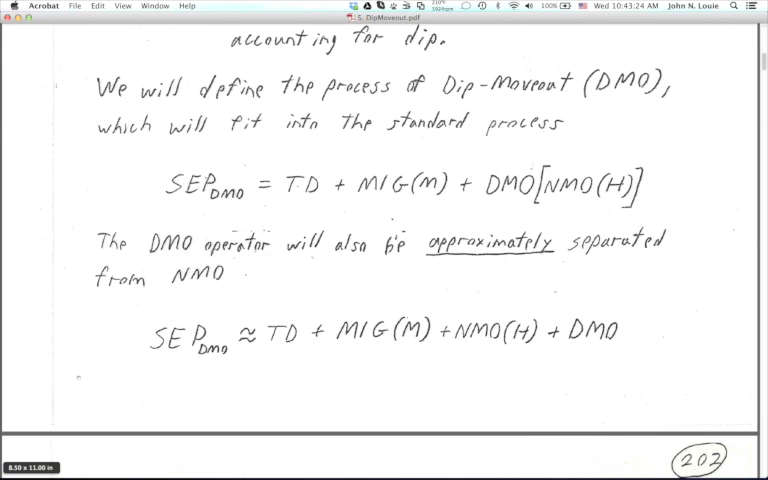 Acrobat File Edit View Window Help 100% Wed 10:43:24 AM John N. Louie
5. DipMoveout.pdf
accounting for dip.
We will define the process of Dip-Moveout (DMO),
which will fit into the standard process
SEP_DMO = TD + MIG(M) + DMO[NMO(H)]
The DMO operator will also be approximately separated
from NMO
SEP_DMO ≈ TD + MIG(M) + NMO(H) + DMO
8.50 x 11.00 in
202